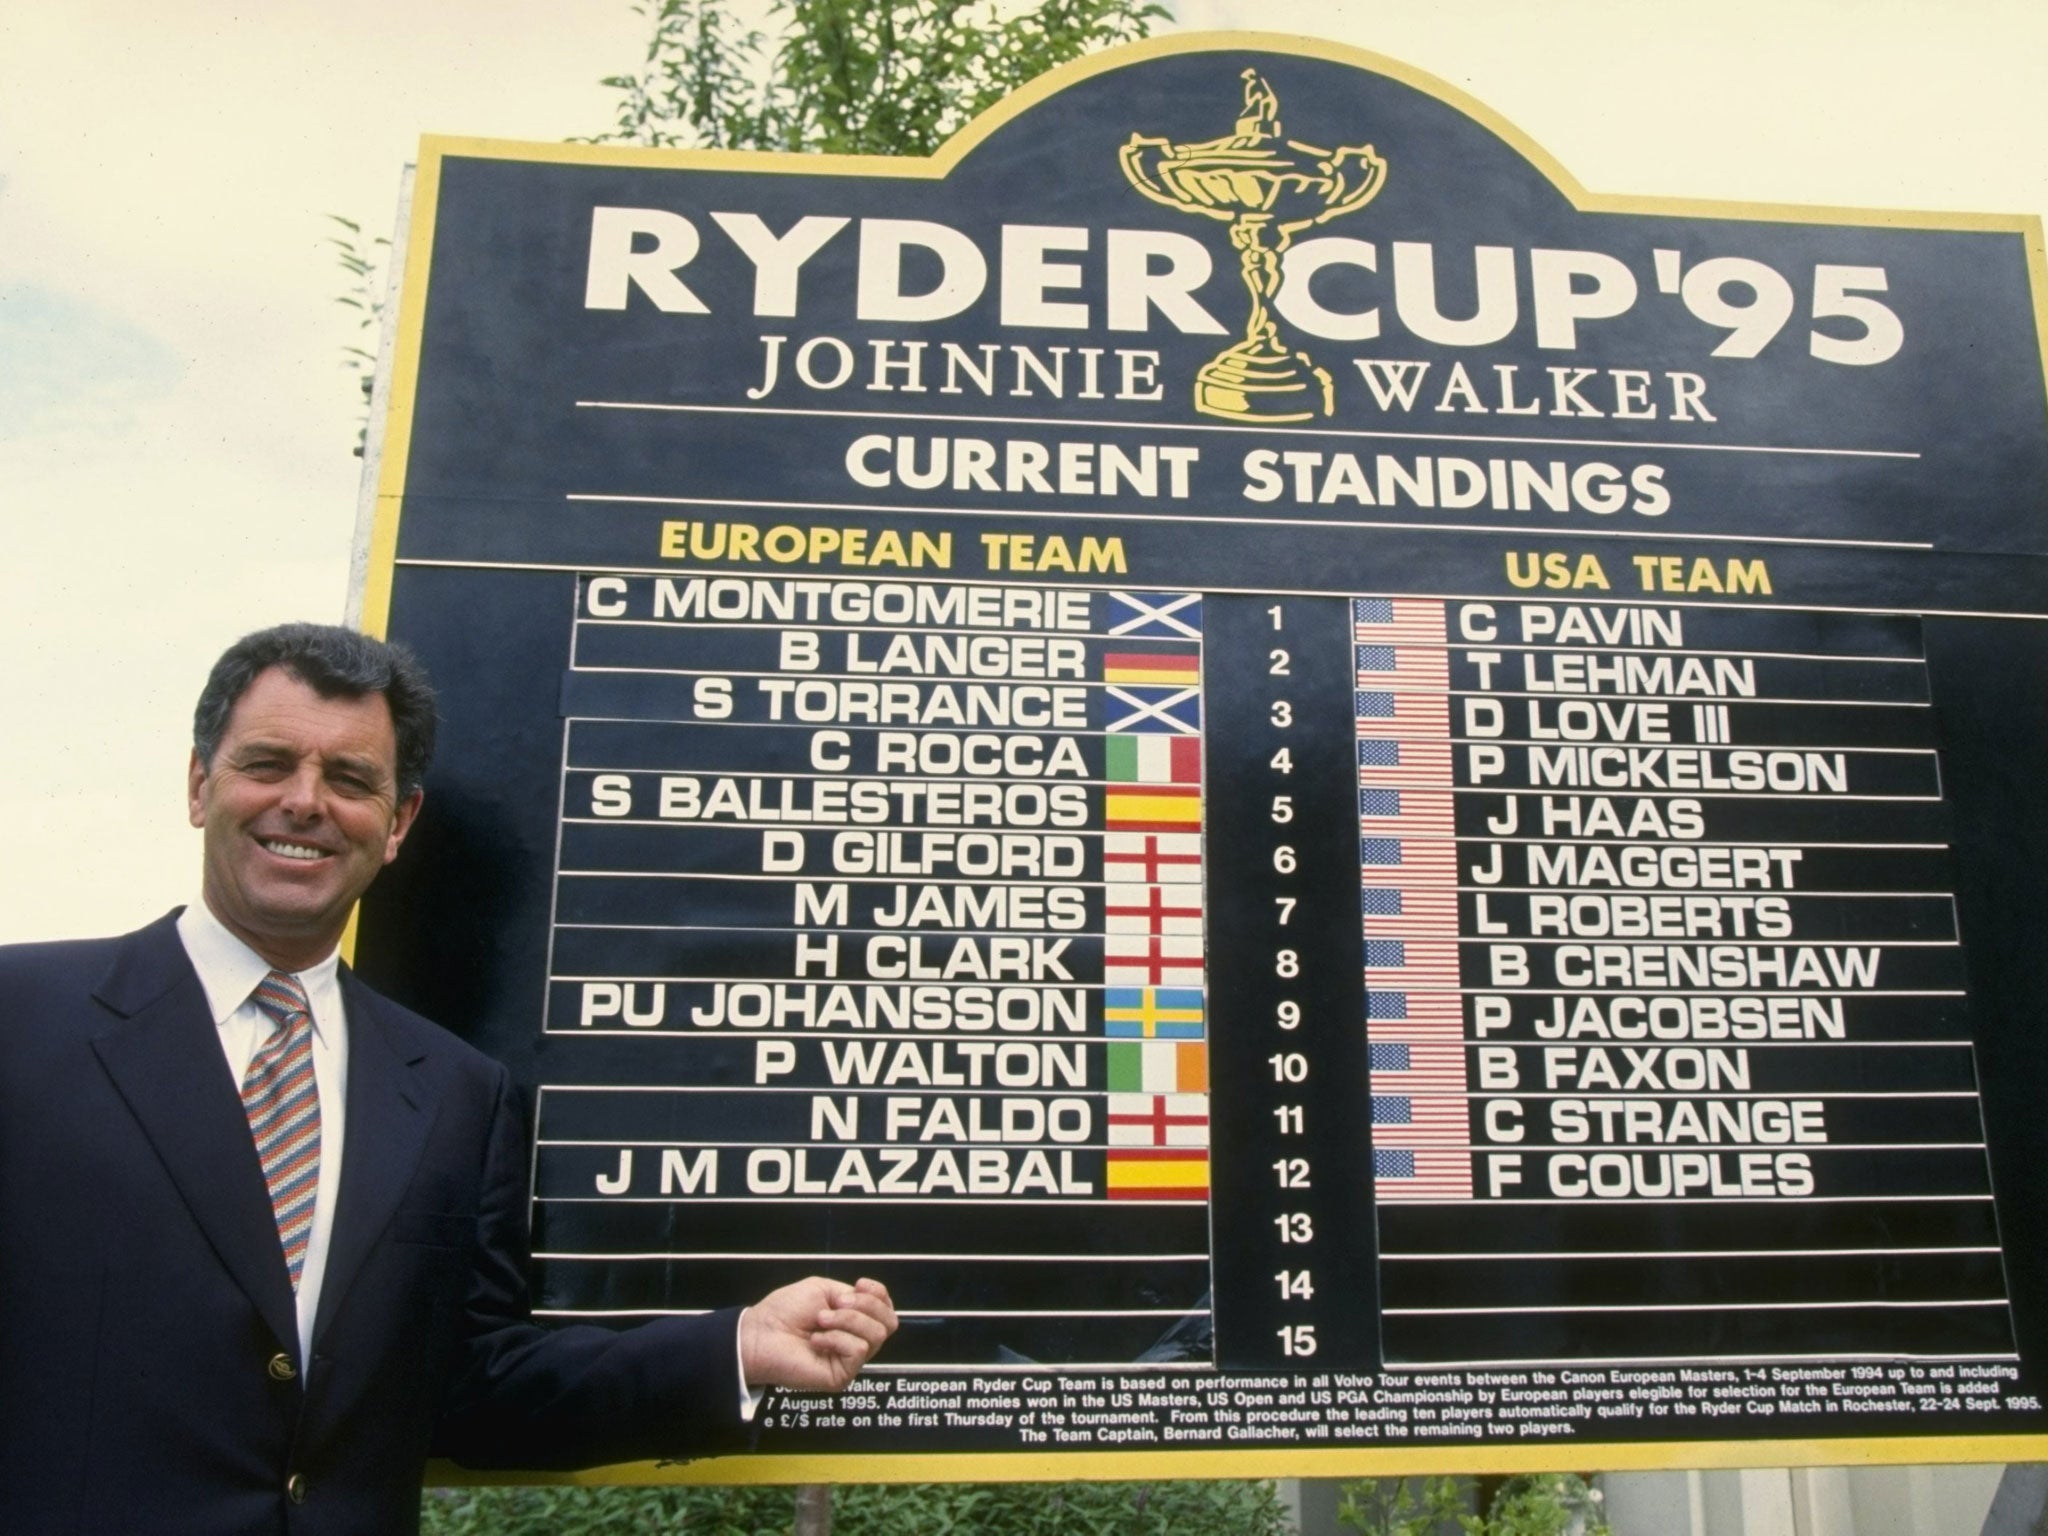 RYDER CUP '95
JOHNNIE WALKER
CURRENT STANDINGS
EUROPEAN TEAM USA TEAM
C MONTGOMERIE 1 C PAVIN
B LANGER 2 T LEHMAN
S TORRANCE 3 D LOVE III
C ROCCA 4 P MICKELSON
S BALLESTEROS 5 J HAAS
D GILFORD 6 J MAGGERT
M JAMES 7 L ROBERTS
H CLARK 8 B CRENSHAW
PU JOHANSSON 9 P JACOBSEN
P WALTON 10 B FAXON
N FALDO 11 C STRANGE
J M OLAZABAL 12 F COUPLES
13
14
15
European Ryder Cup Team is based on performance in all Volvo Tour events between the Canon European Masters, 1-4 September 1994 up to and including
August 1995. Additional monies won in the US Masters, US Open and US PGA Championship by European players elegible for selection for the European Team is added
£/$ rate on the first Thursday of the tournament. From this procedure the leading ten players automatically qualify for the Ryder Cup Match in Rochester, 22-24 Sept. 1995.
The Team Captain, Bernard Gallacher, will select the remaining two players.